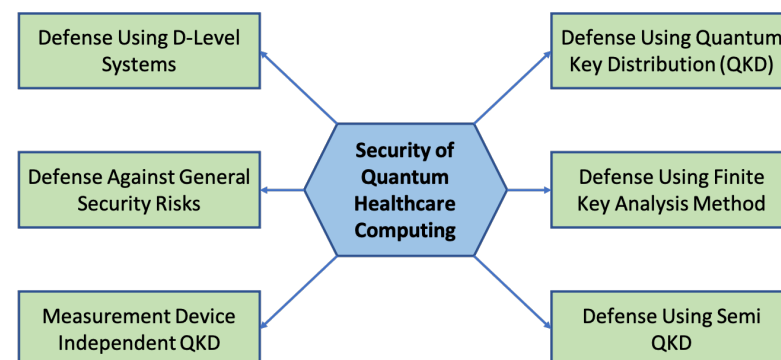 Defense Using D-Level
Systems
Defense Using Quantum
Key Distribution (QKD)
Security of
Quantum
Healthcare
Computing
Defense Against General
Security Risks
Defense Using Finite
Key Analysis Method
Measurement Device
Independent QKD
Defense Using Semi
QKD